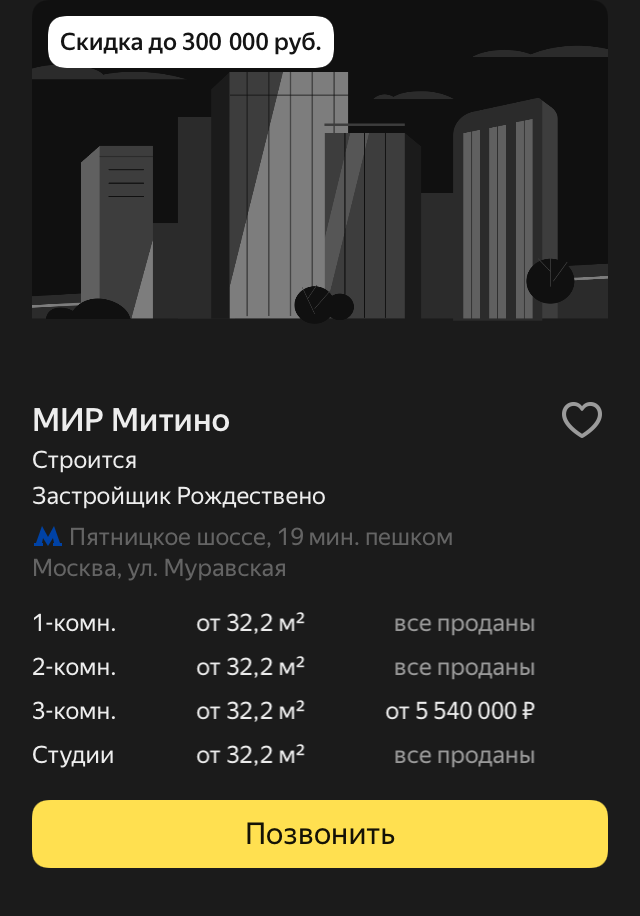 Скидка до 300 000 руб.
МИР Митино
Строится
Застройщик Рождествено
Пятницкое шоссе, 19 мин. пешком
Москва, ул. Муравская
1-комн. от 32,2 м² все проданы
2-комн. от 32,2 м² все проданы
3-комн. от 32,2 м² от 5 540 000 ₽
Студии от 32,2 м² все проданы
Позвонить